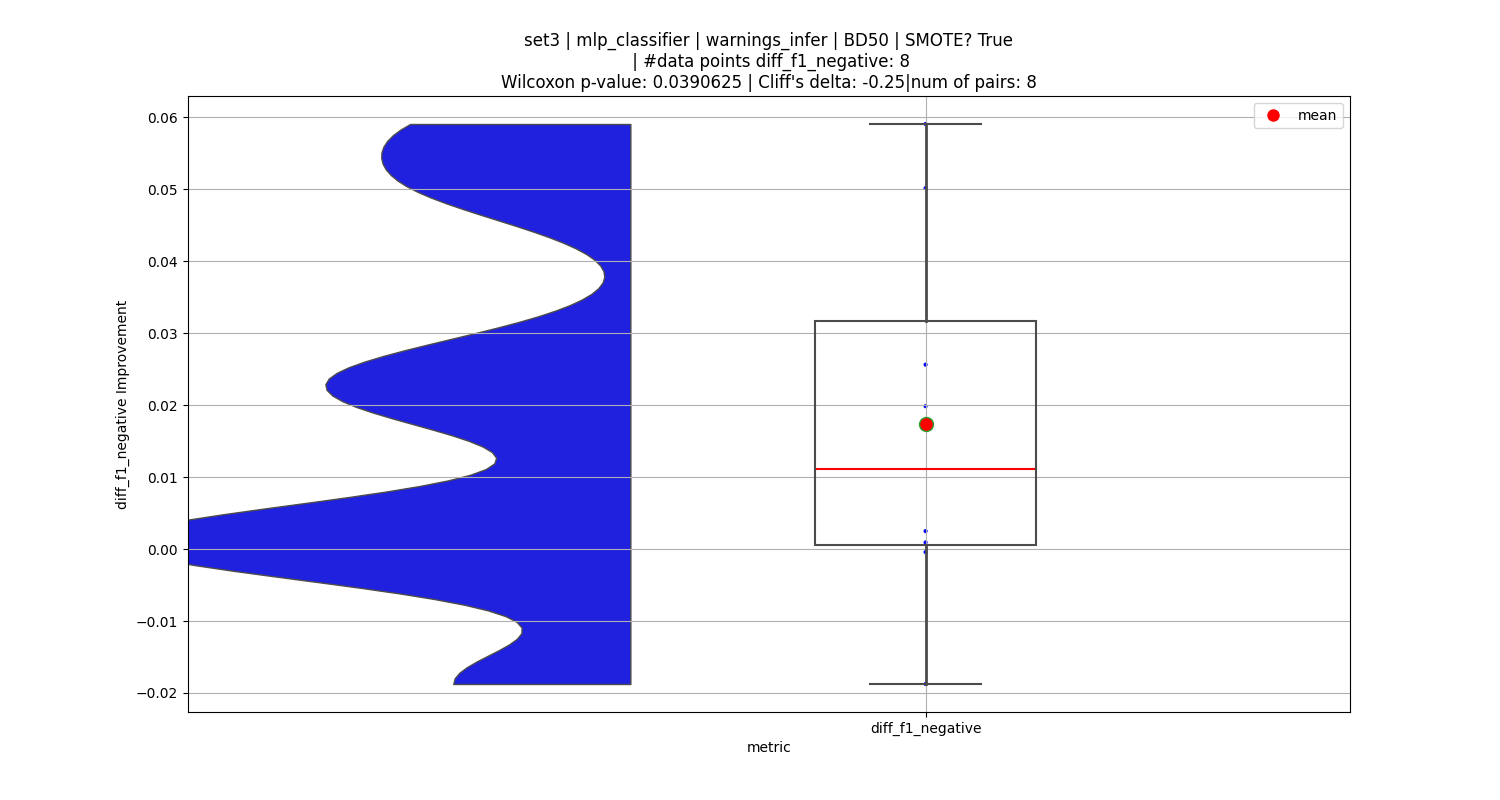 set3 | mlp_classifier | warnings_infer | BD50 | SMOTE? True
| #data points diff_f1_negative: 8
Wilcoxon p-value: 0.0390625 | Cliff's delta: -0.25|num of pairs: 8
mean
0.06
0.05
0.04
0.03
0.02
0.01
0.00
−0.01
−0.02
diff_f1_negative Improvement
diff_f1_negative
metric